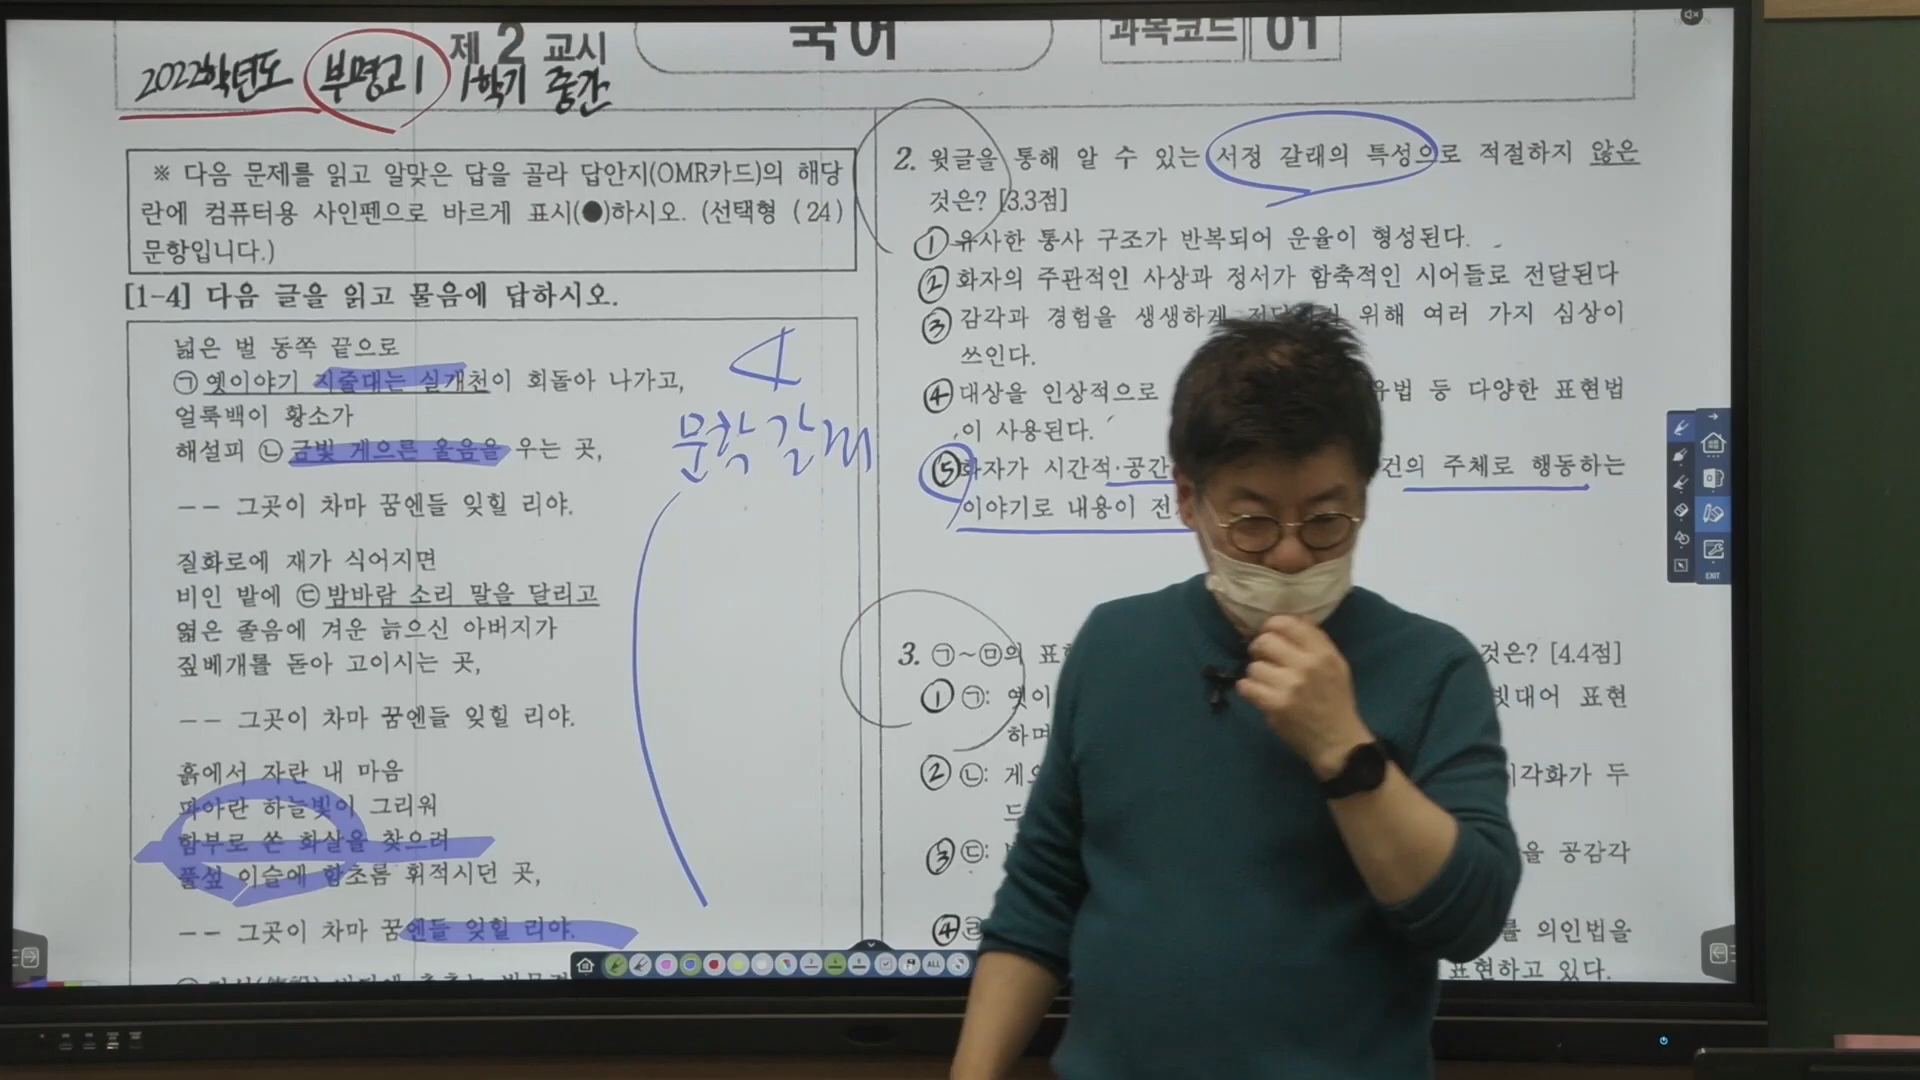 제 2 교시
국어
과목코드 01
2022학년도 부명고1 1학기 중간
※ 다음 문제를 읽고 알맞은 답을 골라 답안지(OMR카드)의 해당
란에 컴퓨터용 사인펜으로 바르게 표시(●)하시오. (선택형 (24)
문항입니다.)
[1-4] 다음 글을 읽고 물음에 답하시오.
넓은 벌 동쪽 끝으로
㉠ 옛이야기 지줄대는 실개천이 회돌아 나가고,
얼룩백이 황소가
해설피 ㉡ 금빛 게으른 울음을 우는 곳,
-- 그곳이 차마 꿈엔들 잊힐 리야.
질화로에 재가 식어지면
비인 밭에 ㉢ 밤바람 소리 말을 달리고
엷은 졸음에 겨운 늙으신 아버지가
짚베개를 돋아 고이시는 곳,
-- 그곳이 차마 꿈엔들 잊힐 리야.
흙에서 자란 내 마음
파아란 하늘빛이 그리워
함부로 쏜 화살을 찾으려
풀섶 이슬에 함초롬 휘적시던 곳,
-- 그곳이 차마 꿈엔들 잊힐 리야.
문학 갈래
2. 윗글을 통해 알 수 있는 서정 갈래의 특성으로 적절하지 않은
것은? [3.3점]
① 유사한 통사 구조가 반복되어 운율이 형성된다.
② 화자의 주관적인 사상과 정서가 함축적인 시어들로 전달된다
③ 감각과 경험을 생생하게 위해 여러 가지 심상이
쓰인다.
④ 대상을 인상적으로 유법 등 다양한 표현법
이 사용된다.
⑤ 화자가 시간적·공간 건의 주체로 행동하는
이야기로 내용이 전
3. ㉠~㉤의 표 것은? [4.4점]
① ㉠: 옛이 빗대어 표현
하며
② ㉡: 게으 시각화가 두
드
③ ㉢: 을 공감각
④ ㉣ 를 의인법을
표현하고 있다.
ALL
EXIT